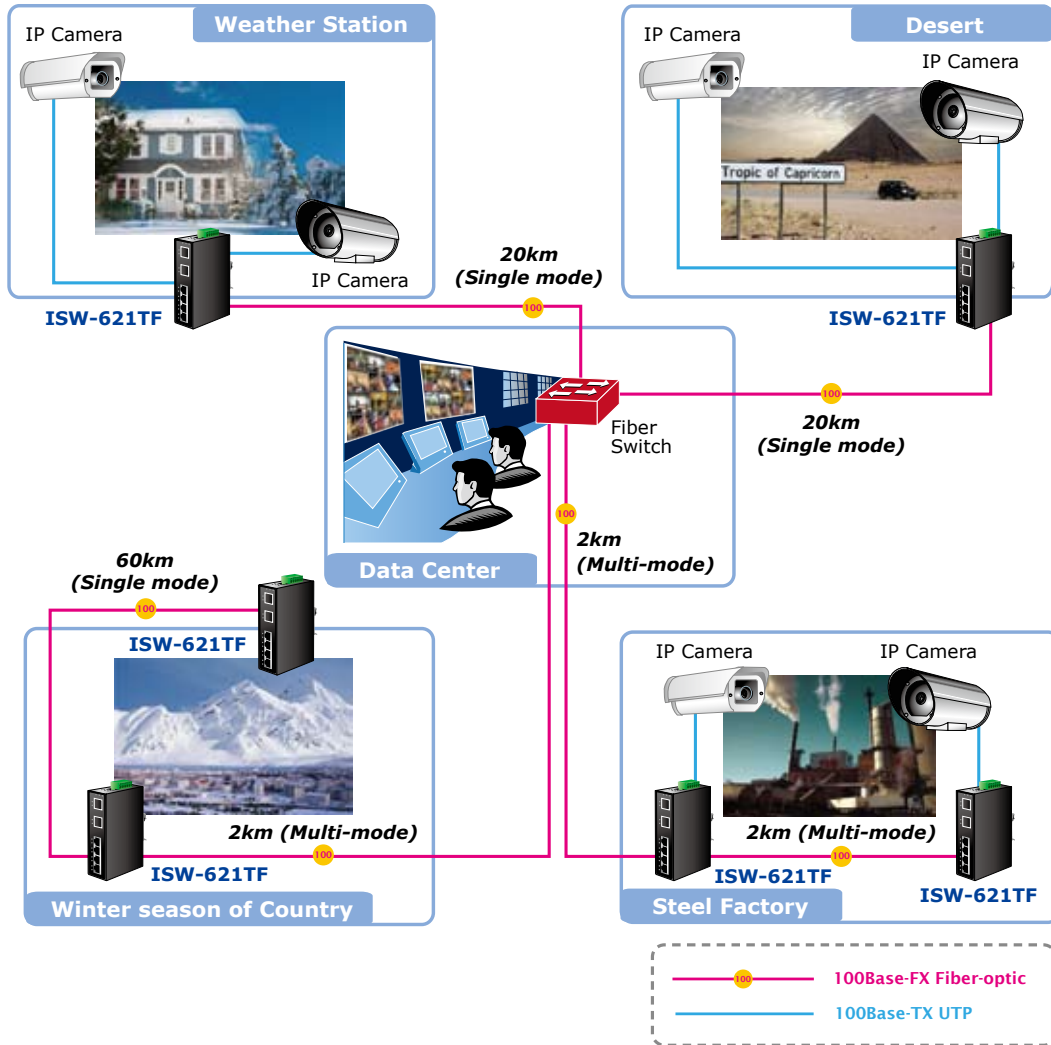 Weather Station
IP Camera
IP Camera
ISW-621TF
20km
(Single mode)
100
Desert
IP Camera
IP Camera
Tropic of Capricorn
ISW-621TF
100
20km
(Single mode)
Fiber
Switch
100
2km
(Multi-mode)
Data Center
60km
(Single mode)
100
ISW-621TF
2km (Multi-mode)
100
ISW-621TF
Winter season of Country
IP Camera
IP Camera
2km (Multi-mode)
100
ISW-621TF
ISW-621TF
Steel Factory
100
100Base-FX Fiber-optic
100Base-TX UTP